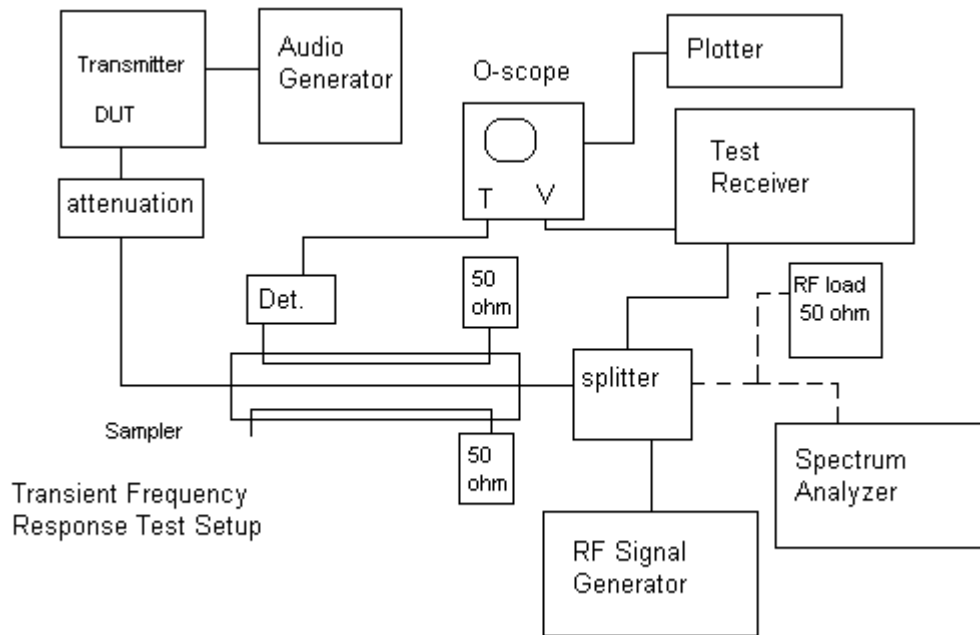 Transmitter
DUT
Audio
Generator
O-scope
Plotter
T V
Test
Receiver
attenuation
Det.
50
ohm
RF load
50 ohm
splitter
Sampler
50
ohm
Spectrum
Analyzer
Transient Frequency
Response Test Setup
RF Signal
Generator